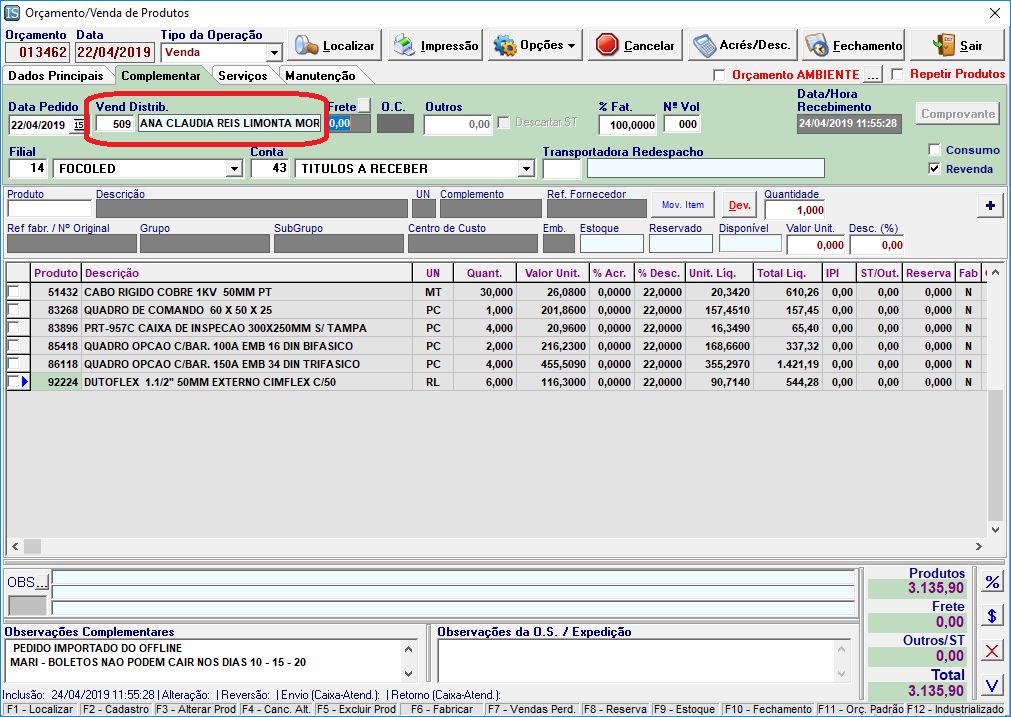 Orçamento/Venda de Produtos
Orçamento Data Tipo da Operação
013462 22/04/2019 Venda
Localizar Impressão Opções Cancelar Acrés/Desc. Fechamento Sair
Dados Principais Complementar Serviços Manutenção
Orçamento AMBIENTE ... Repetir Produtos
Data Pedido Vend Distrib. Frete O.C. Outros % Fat. Nº Vol Data/Hora Recebimento
22/04/2019 15 509 ANA CLAUDIA REIS LIMONTA MOR 0,00 0,00 Descartar ST 100,0000 000 24/04/2019 11:55:28 Comprovante
Filial Conta Transportadora Redespacho Consumo
14 FOCOLED 43 TITULOS A RECEBER Revenda
Produto Descrição UN Complemento Ref. Fornecedor Mov. Item Dev. Quantidade
1,000 +
Ref fabr. / Nº Original Grupo SubGrupo Centro de Custo Emb. Estoque Reservado Disponível Valor Unit. Desc. (%)
0,000 0,00
Produto Descrição UN Quant. Valor Unit. % Acr. % Desc. Unit. Líq. Total Liq. IPI ST/Out. Reserva Fab
51432 CABO RIGIDO COBRE 1KV 50MM PT MT 30,000 26,0800 0,0000 22,0000 20,3420 610,26 0,00 0,00 0,000 N
83268 QUADRO DE COMANDO 60 X 50 X 25 PC 1,000 201,8600 0,0000 22,0000 157,4510 157,45 0,00 0,00 0,000 N
83896 PRT-957C CAIXA DE INSPECAO 300X250MM S/ TAMPA PC 4,000 20,9600 0,0000 22,0000 16,3490 65,40 0,00 0,00 0,000 N
85418 QUADRO OPCAO C/BAR. 100A EMB 16 DIN BIFASICO PC 2,000 216,2300 0,0000 22,0000 168,6600 337,32 0,00 0,00 0,000 N
86118 QUADRO OPCAO C/BAR. 150A EMB 34 DIN TRIFASICO PC 4,000 455,5090 0,0000 22,0000 355,2970 1.421,19 0,00 0,00 0,000 N
92224 DUTOFLEX 1.1/2" 50MM EXTERNO CIMFLEX C/50 RL 6,000 116,3000 0,0000 22,0000 90,7140 544,28 0,00 0,00 0,000 N
OBS ...
Produtos
3.135,90 %
Frete
0,00 $
Outros/ST
0,00 X
Total
3.135,90 V
Observações Complementares Observações da O.S. / Expedição
PEDIDO IMPORTADO DO OFFLINE
MARI - BOLETOS NAO PODEM CAIR NOS DIAS 10 - 15 - 20
Inclusão: 24/04/2019 11:55:28 | Alteração: | Reversão: | Envio (Caixa-Atend.): | Retorno (Caixa-Atend.):
F1 - Localizar F2 - Cadastro F3 - Alterar Prod F4 - Canc. Alt. F5 - Excluir Prod F6 - Fabricar F7 - Vendas Perd. F8 - Reserva F9 - Estoque F10 - Fechamento F11 - Orç. Padrão F12 - Industrializado